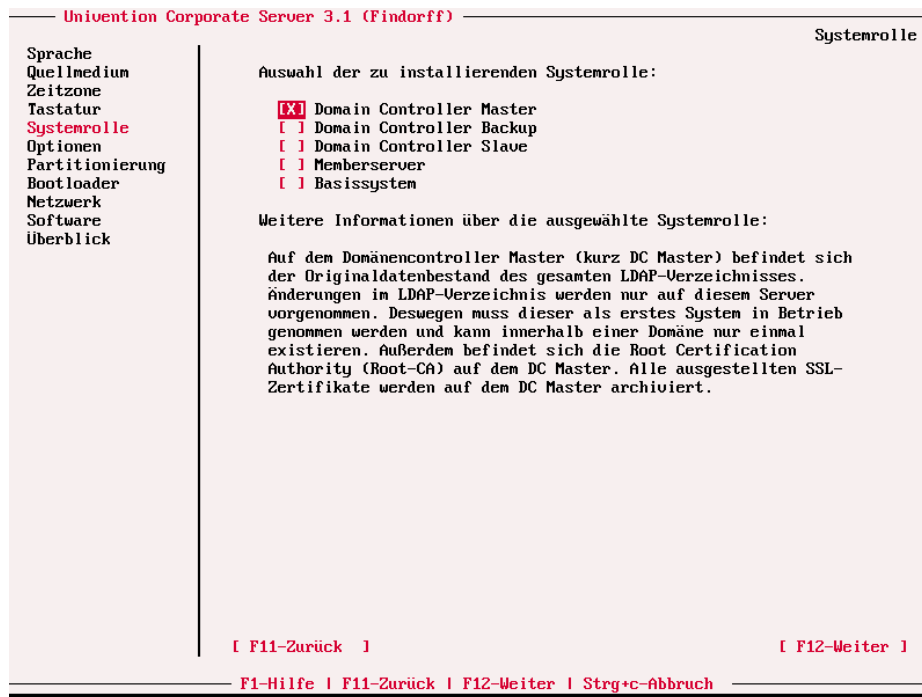 Univention Corporate Server 3.1 (Findorff)
Systemrolle
Sprache
Quellmedium
Zeitzone
Tastatur
Systemrolle
Optionen
Partitionierung
Bootloader
Netzwerk
Software
Überblick
Auswahl der zu installierenden Systemrolle:
[X] Domain Controller Master
[ ] Domain Controller Backup
[ ] Domain Controller Slave
[ ] Memberserver
[ ] Basissystem
Weitere Informationen über die ausgewählte Systemrolle:
Auf dem Domänencontroller Master (kurz DC Master) befindet sich
der Originaldatenbestand des gesamten LDAP-Verzeichnisses.
Änderungen im LDAP-Verzeichnis werden nur auf diesem Server
vorgenommen. Deswegen muss dieser als erstes System in Betrieb
genommen werden und kann innerhalb einer Domäne nur einmal
existieren. Außerdem befindet sich die Root Certification
Authority (Root-CA) auf dem DC Master. Alle ausgestellten SSL-
Zertifikate werden auf dem DC Master archiviert.
[ F11-Zurück ] [ F12-Weiter ]
F1-Hilfe | F11-Zurück | F12-Weiter | Strg+c-Abbruch